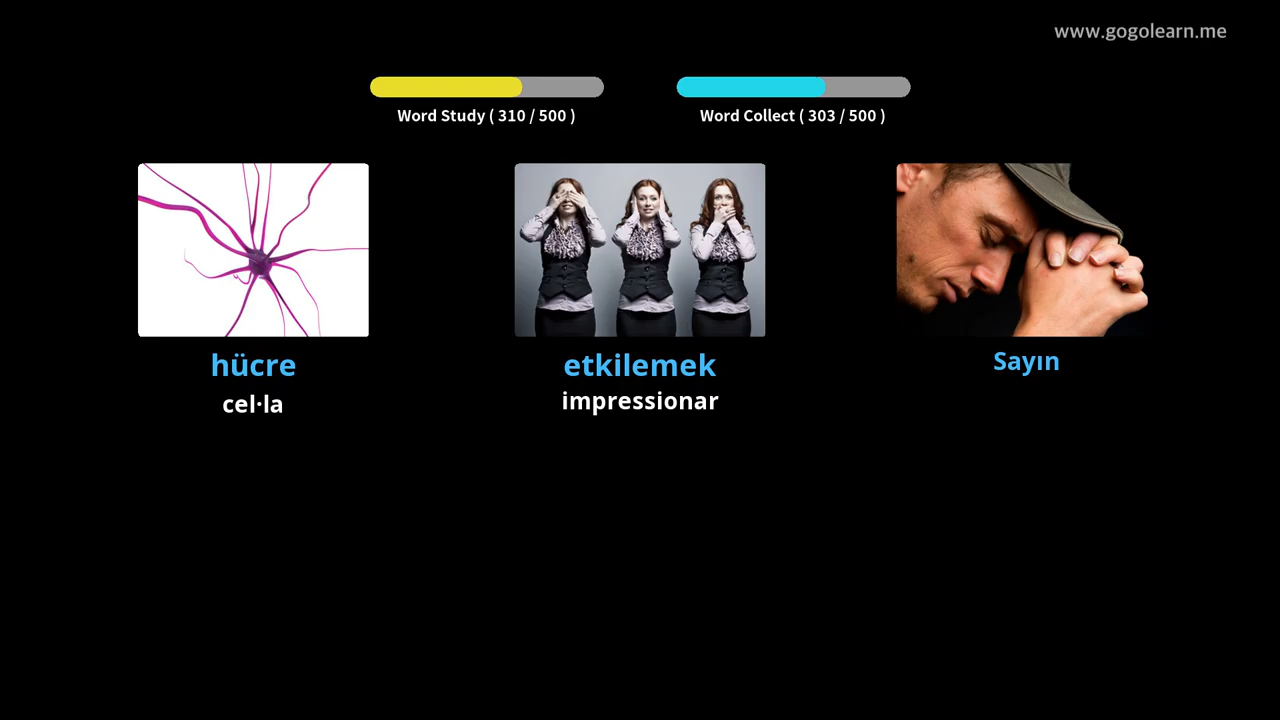 www.gogolearn.me
Word Study ( 310 / 500 )
Word Collect ( 303 / 500 )
hücre
cel·la
etkilemek
impressionar
Sayın